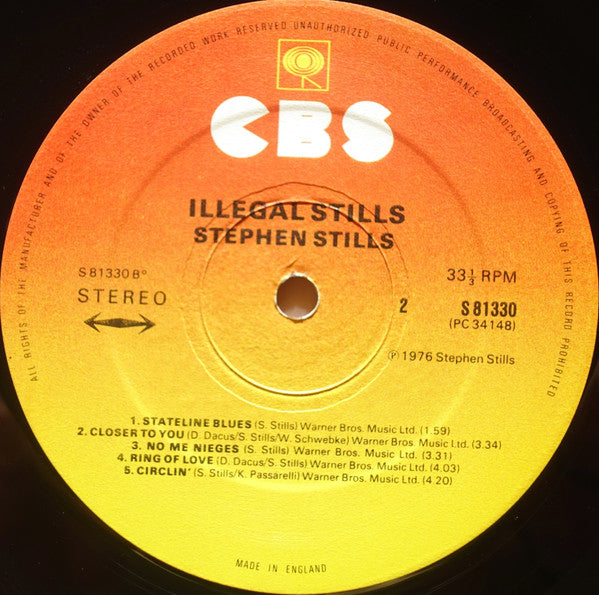 ALL RIGHTS OF THE MANUFACTURER AND OF THE OWNER OF THE RECORDED WORK RESERVED UNAUTHORIZED PUBLIC PERFORMANCE BROADCASTING AND COPYING OF THIS RECORD PROHIBITED
CBS
ILLEGAL STILLS
STEPHEN STILLS
S 81330 B° 33⅓ RPM
STEREO 2 S 81330
(PC 34148)
℗ 1976 Stephen Stills
1. STATELINE BLUES (S. Stills) Warner Bros. Music Ltd. (1.59)
2. CLOSER TO YOU (D. Dacus/S. Stills/W. Schwebke) Warner Bros. Music Ltd. (3.34)
3. NO ME NIEGES (S. Stills) Warner Bros. Music Ltd. (3.31)
4. RING OF LOVE (D. Dacus/S. Stills) Warner Bros. Music Ltd. (4.03)
5. CIRCLIN' (S. Stills/K. Passarelli) Warner Bros. Music Ltd. (4 20)
MADE IN ENGLAND